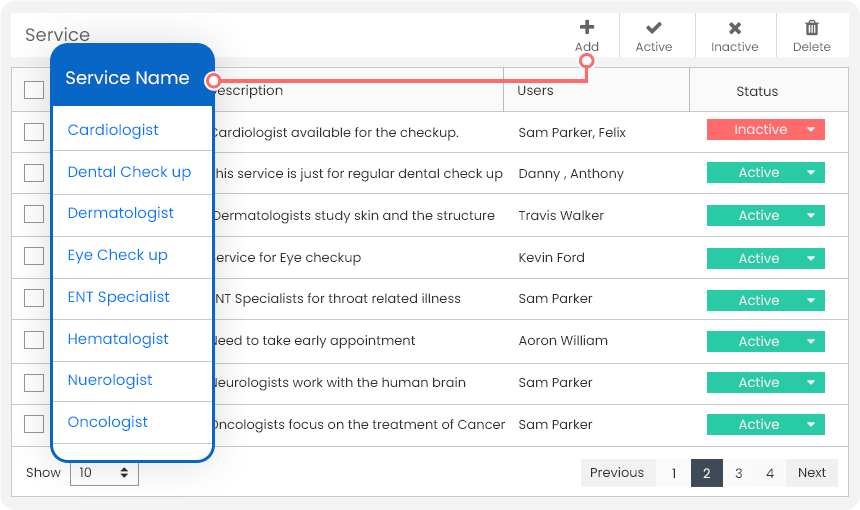 Service
Add Active Inactive Delete
Service Name escription Users Status
Cardiologist Cardiologist available for the checkup. Sam Parker, Felix Inactive
Dental Check up his service is just for regular dental check up Danny , Anthony Active
Dermatologist Dermatologists study skin and the structure Travis Walker Active
Eye Check up service for Eye checkup Kevin Ford Active
ENT Specialist ENT Specialists for throat related illness Sam Parker Active
Hematalogist Need to take early appointment Aoron William Active
Nuerologist Neurologists work with the human brain Sam Parker Active
Oncologist Oncologists focus on the treatment of Cancer Sam Parker Active
Show 10 Previous 1 2 3 4 Next